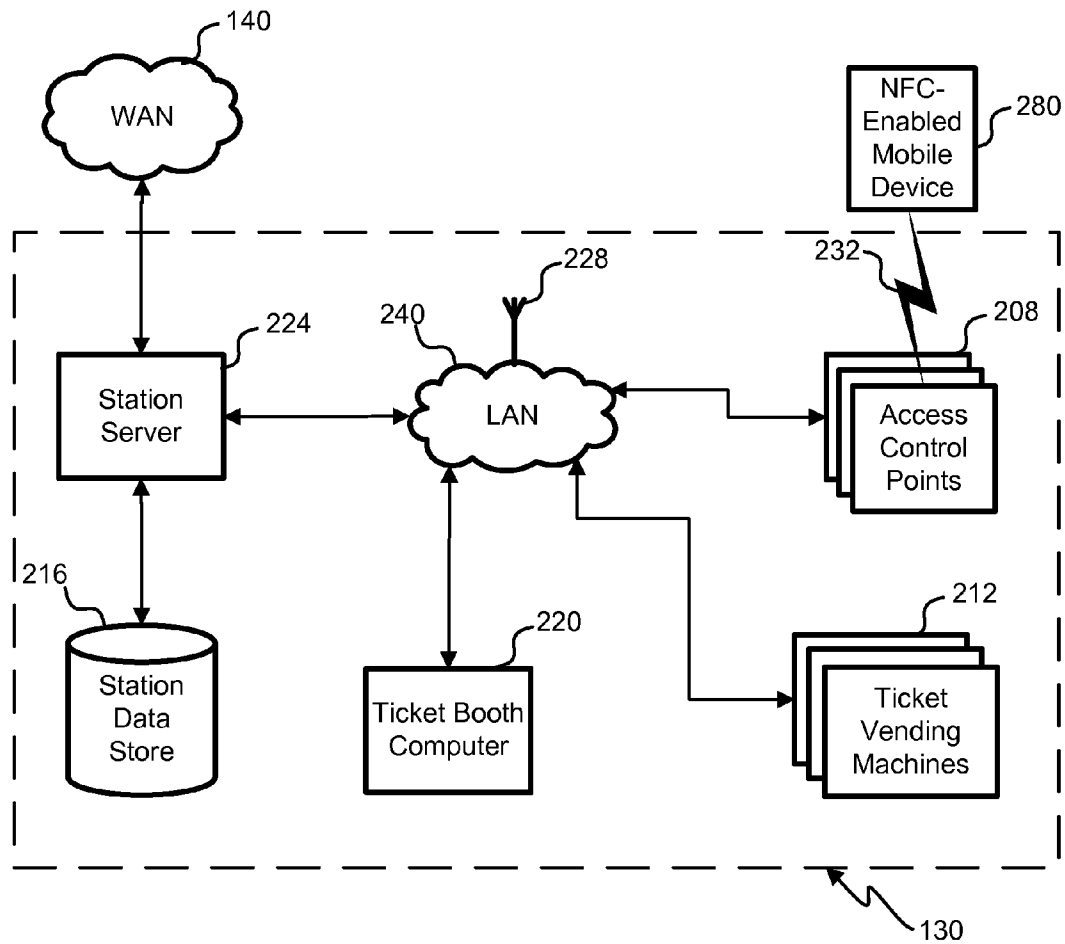 140
WAN
NFC-
Enabled
Mobile
Device
280
232
228
240
224
208
Station
Server
LAN
Access
Control
Points
216
220
212
Station
Data
Store
Ticket Booth
Computer
Ticket
Vending
Machines
130